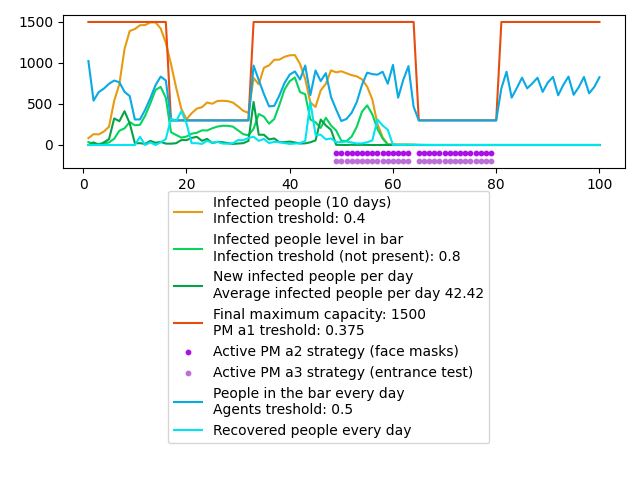 1500
1000
500
0
0 20 40 60 80 100
Infected people (10 days)
Infection treshold: 0.4
Infected people level in bar
Infection treshold (not present): 0.8
New infected people per day
Average infected people per day 42.42
Final maximum capacity: 1500
PM a1 treshold: 0.375
Active PM a2 strategy (face masks)
Active PM a3 strategy (entrance test)
People in the bar every day
Agents treshold: 0.5
Recovered people every day